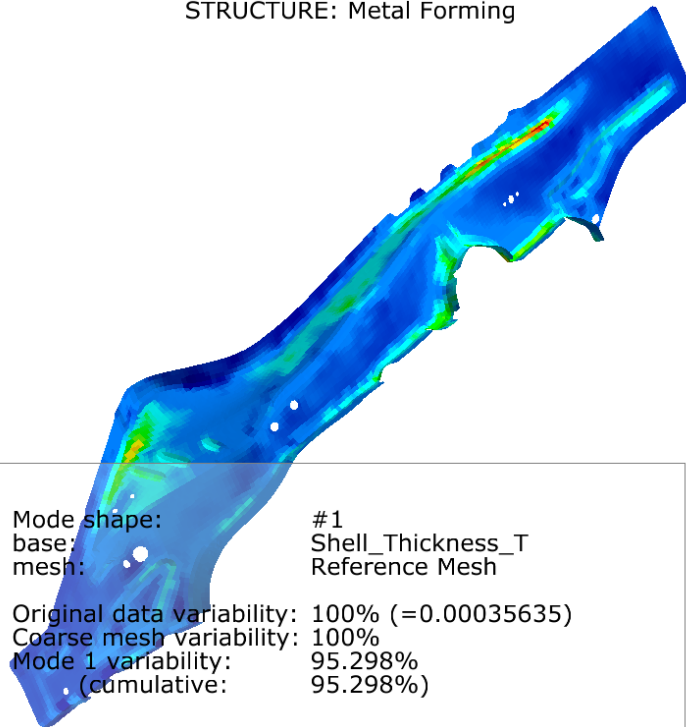 STRUCTURE: Metal Forming
Mode shape: #1
base: Shell_Thickness_T
mesh: Reference Mesh
Original data variability: 100% (=0.00035635)
Coarse mesh variability: 100%
Mode 1 variability: 95.298%
(cumulative: 95.298%)